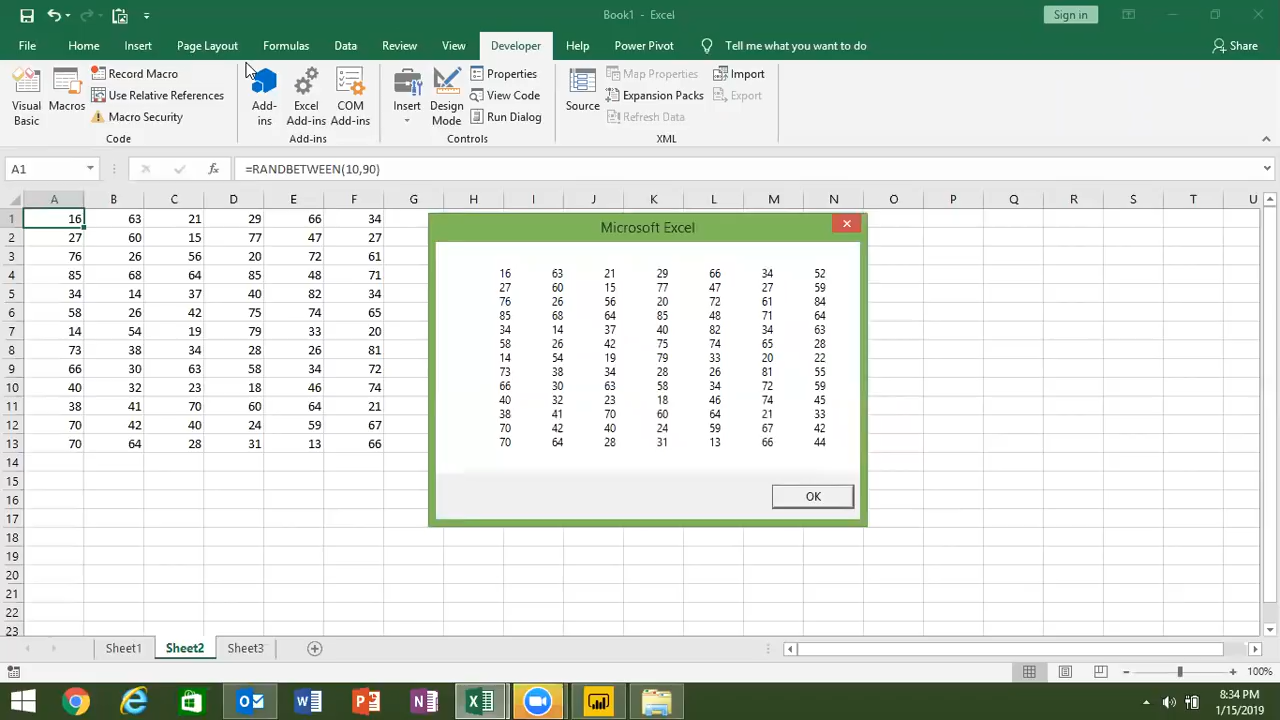 Book1 - Excel
Sign in
File Home Insert Page Layout Formulas Data Review View Developer Help Power Pivot Tell me what you want to do Share
Visual Basic
Macros
Record Macro
Use Relative References
Macro Security
Code
Add-ins
Excel Add-ins
COM Add-ins
Add-ins
Insert
Design Mode
Properties
View Code
Run Dialog
Controls
Source
Map Properties
Expansion Packs
Refresh Data
Import
Export
XML
A1 fx =RANDBETWEEN(10,90)
A B C D E F G H I J K L M N O P Q R S T U
1 16 63 21 29 66 34
2 27 60 15 77 47 27
3 76 26 56 20 72 61
4 85 68 64 85 48 71
5 34 14 37 40 82 34
6 58 26 42 75 74 65
7 14 54 19 79 33 20
8 73 38 34 28 26 81
9 66 30 63 58 34 72
10 40 32 23 18 46 74
11 38 41 70 60 64 21
12 70 42 40 24 59 67
13 70 64 28 31 13 66
14
15
16
17
18
19
20
21
22
23
Microsoft Excel
16 63 21 29 66 34 52
27 60 15 77 47 27 59
76 26 56 20 72 61 84
85 68 64 85 48 71 64
34 14 37 40 82 34 63
58 26 42 75 74 65 28
14 54 19 79 33 20 22
73 38 34 28 26 81 55
66 30 63 58 34 72 59
40 32 23 18 46 74 45
38 41 70 60 64 21 33
70 42 40 24 59 67 42
70 64 28 31 13 66 44
OK
Sheet1 Sheet2 Sheet3
100%
8:34 PM
1/15/2019